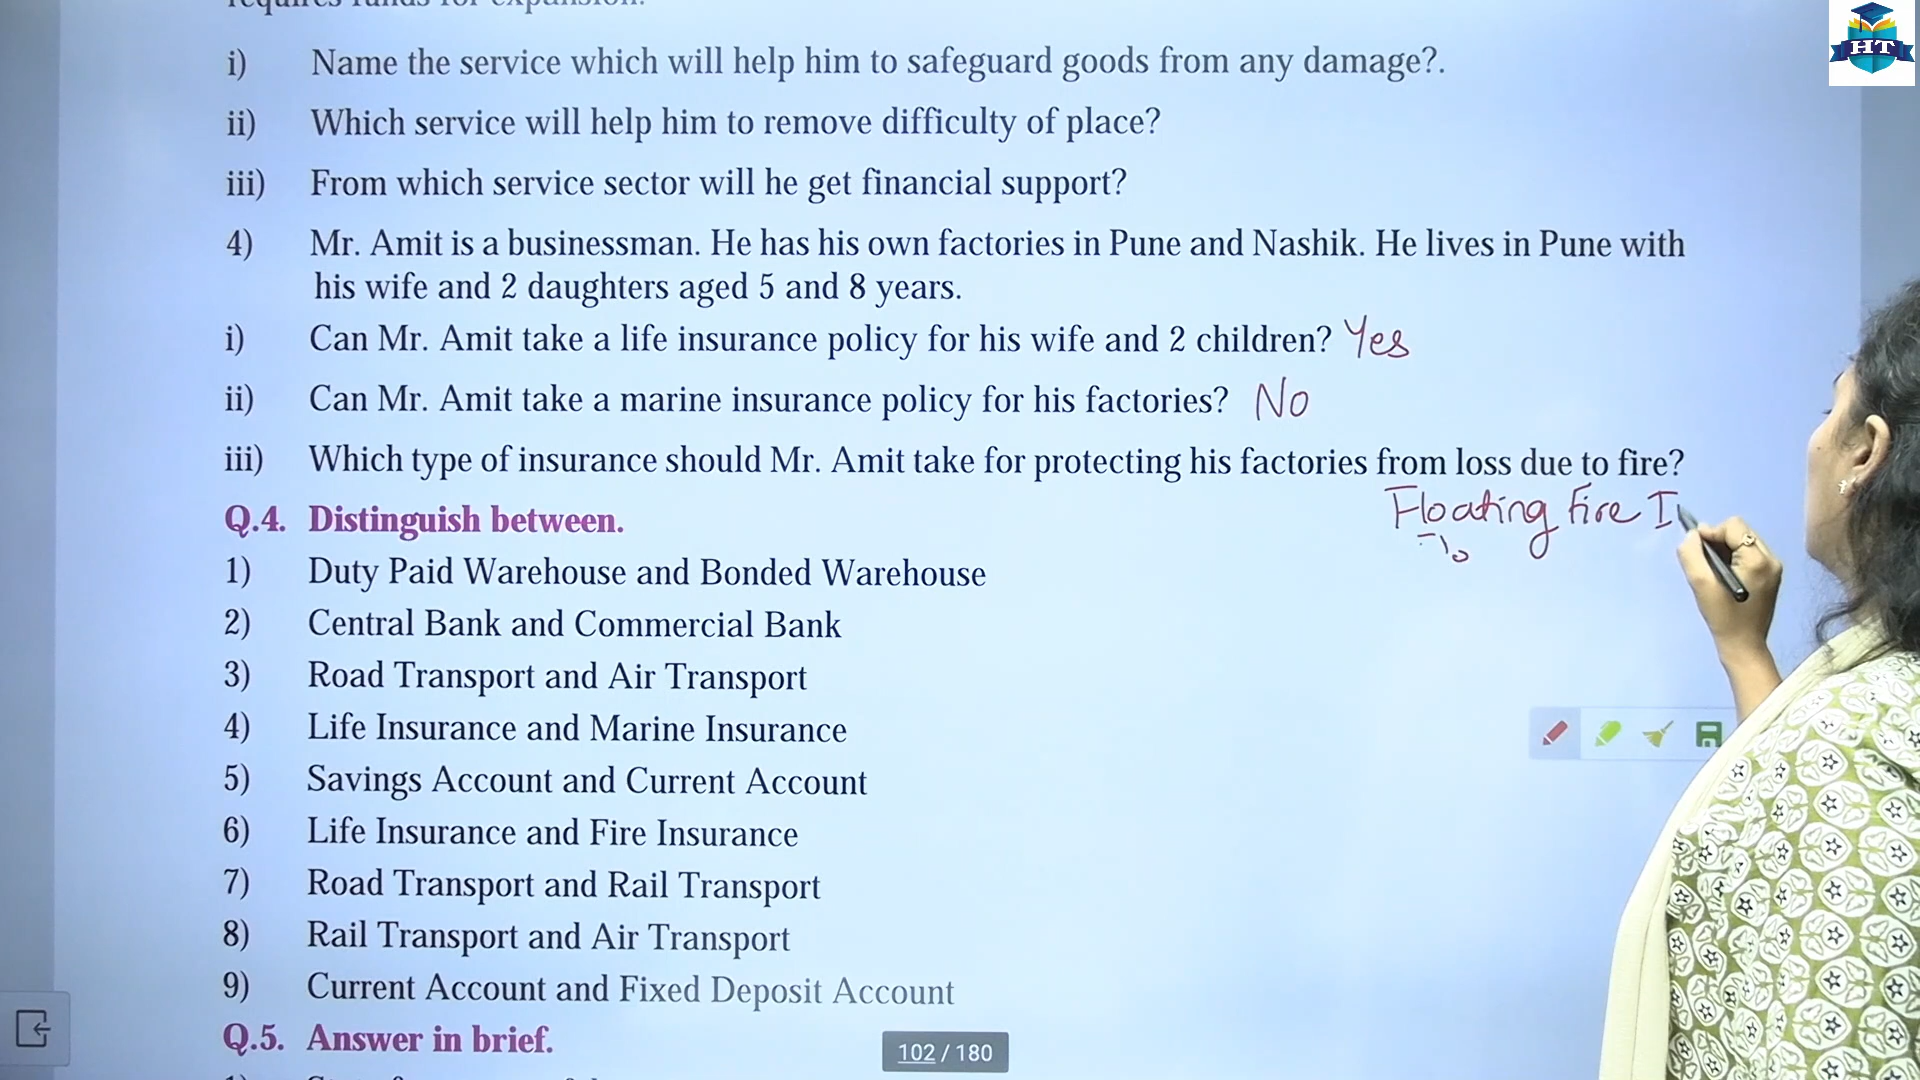 requires funds for expansion.
HT
i) Name the service which will help him to safeguard goods from any damage?.
ii) Which service will help him to remove difficulty of place?
iii) From which service sector will he get financial support?
4) Mr. Amit is a businessman. He has his own factories in Pune and Nashik. He lives in Pune with
his wife and 2 daughters aged 5 and 8 years.
i) Can Mr. Amit take a life insurance policy for his wife and 2 children? Yes
ii) Can Mr. Amit take a marine insurance policy for his factories? No
iii) Which type of insurance should Mr. Amit take for protecting his factories from loss due to fire?
Floating Fire I
Q.4. Distinguish between.
1) Duty Paid Warehouse and Bonded Warehouse
2) Central Bank and Commercial Bank
3) Road Transport and Air Transport
4) Life Insurance and Marine Insurance
5) Savings Account and Current Account
6) Life Insurance and Fire Insurance
7) Road Transport and Rail Transport
8) Rail Transport and Air Transport
9) Current Account and Fixed Deposit Account
Q.5. Answer in brief.
102 / 180